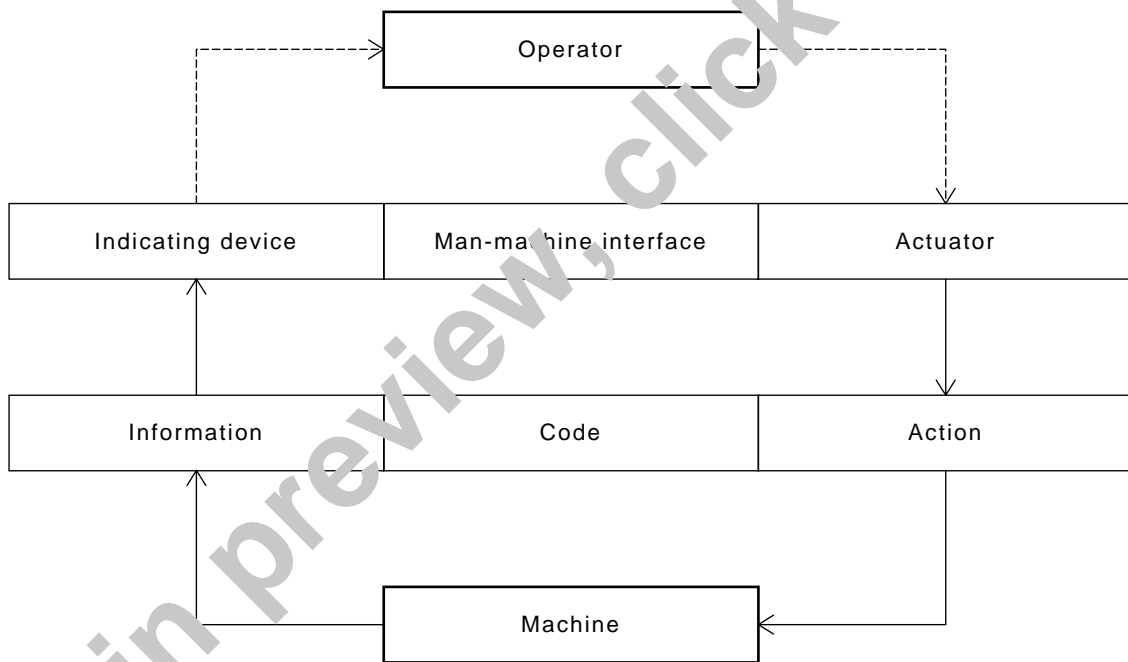 Operator
Indicating device Man-machine interface Actuator
Information Code Action
Machine
in preview, click